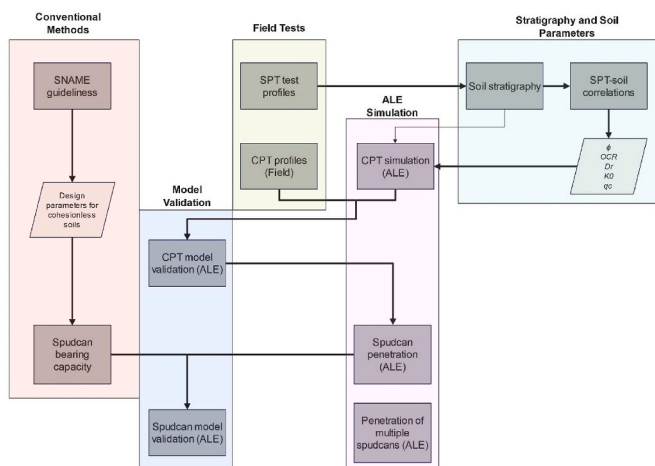 Conventional
Methods
SNAME
guideliness
Design
parameters for
cohesionless
soils
Spudcan
bearing
capacity
Model
Validation
CPT model
validation (ALE)
Spudcan model
validation (ALE)
Field Tests
SPT test
profiles
CPT profiles
(Field)
ALE
Simulation
CPT simulation
(ALE)
Spudcan
penetration
(ALE)
Penetration of
multiple
spudcans (ALE)
Stratigraphy and Soil
Parameters
Soil stratigraphy
SPT-soil
correlations
ϕ
OCR
Dr
K0
qc